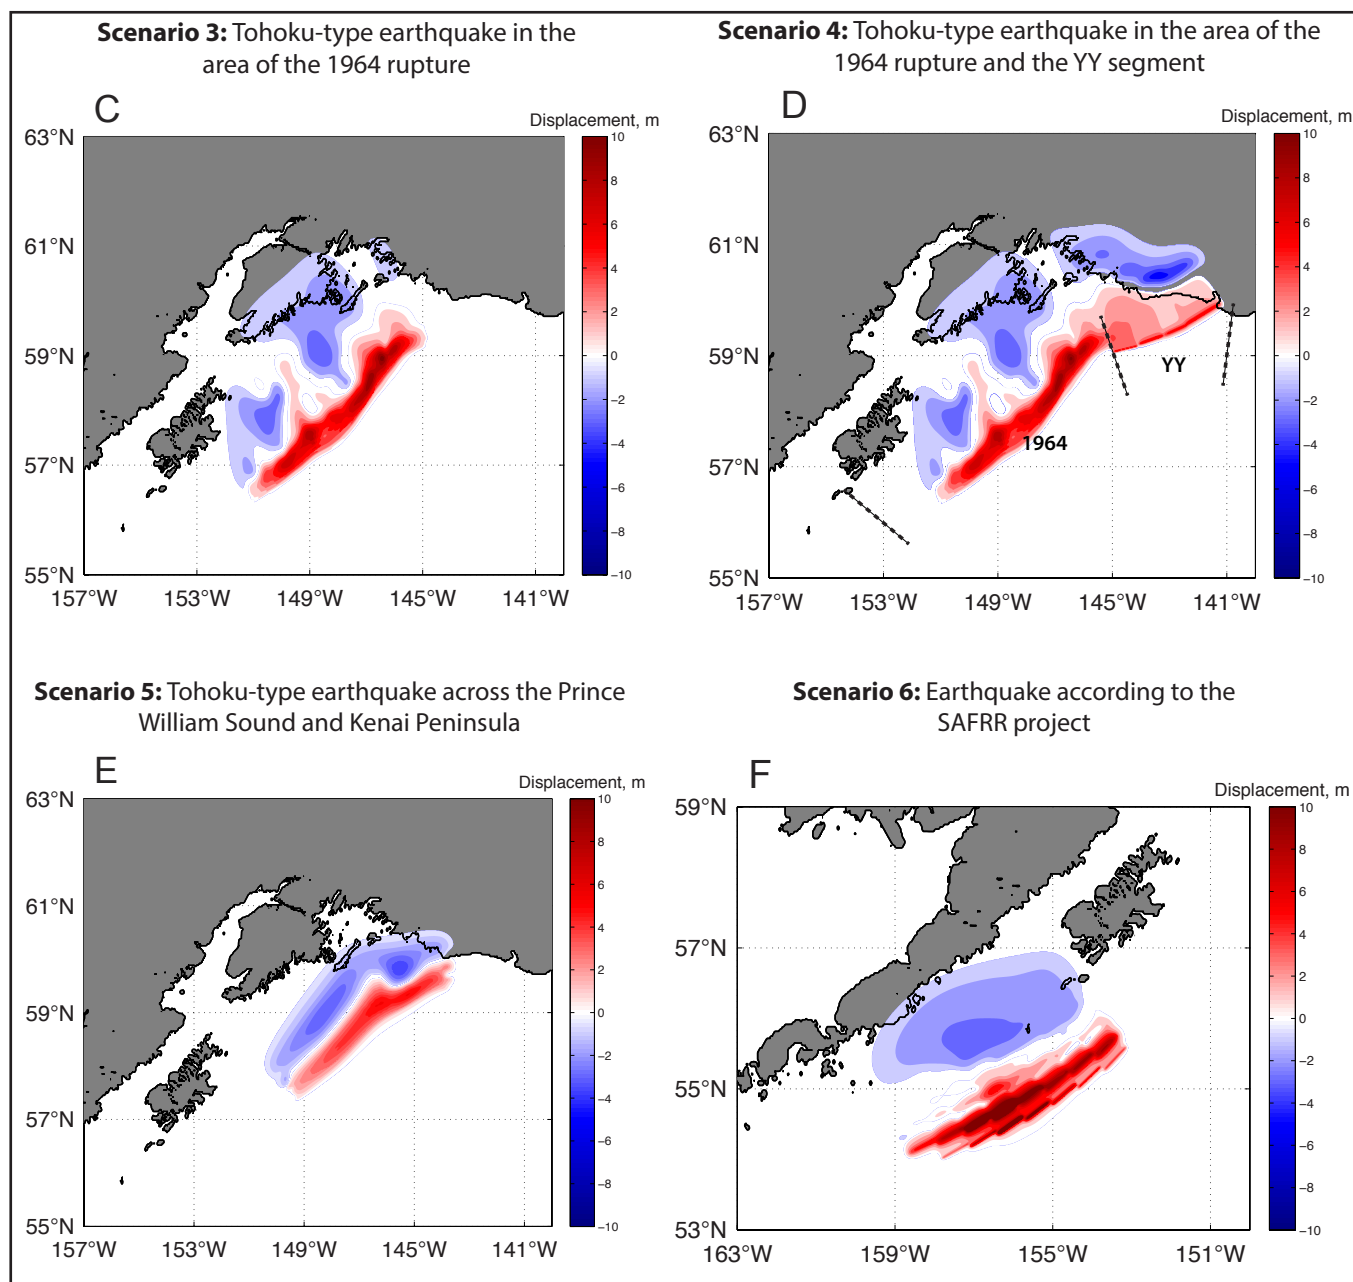 Scenario 3: Tohoku-type earthquake in the
area of the 1964 rupture
C
Displacement, m
63°N
61°N
59°N
57°N
55°N
157°W
153°W
149°W
145°W
141°W
10
8
6
4
2
0
−2
−4
−6
−8
−10
Scenario 4: Tohoku-type earthquake in the area of the
1964 rupture and the YY segment
D
Displacement, m
63°N
61°N
59°N
57°N
55°N
157°W
153°W
149°W
145°W
141°W
YY
1964
10
8
6
4
2
0
−2
−4
−6
−8
−10
Scenario 5: Tohoku-type earthquake across the Prince
William Sound and Kenai Peninsula
E
Displacement, m
63°N
61°N
59°N
57°N
55°N
157°W
153°W
149°W
145°W
141°W
10
8
6
4
2
0
−2
−4
−6
−8
−10
Scenario 6: Earthquake according to the
SAFRR project
F
Displacement, m
59°N
57°N
55°N
53°N
163°W
159°W
155°W
151°W
10
8
6
4
2
0
−2
−4
−6
−8
−10